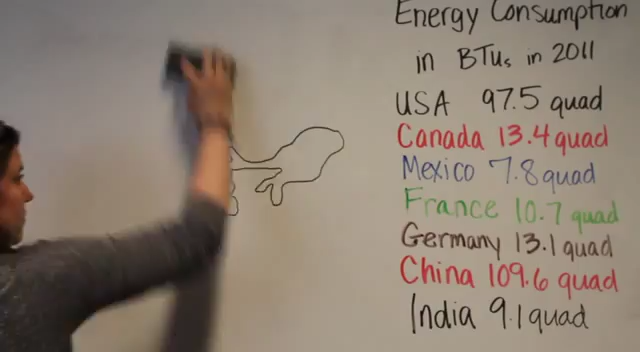 Energy Consumption
in BTUs in 2011
USA 97.5 quad
Canada 13.4 quad
Mexico 7.8 quad
France 10.7 quad
Germany 13.1 quad
China 109.6 quad
India 9.1 quad